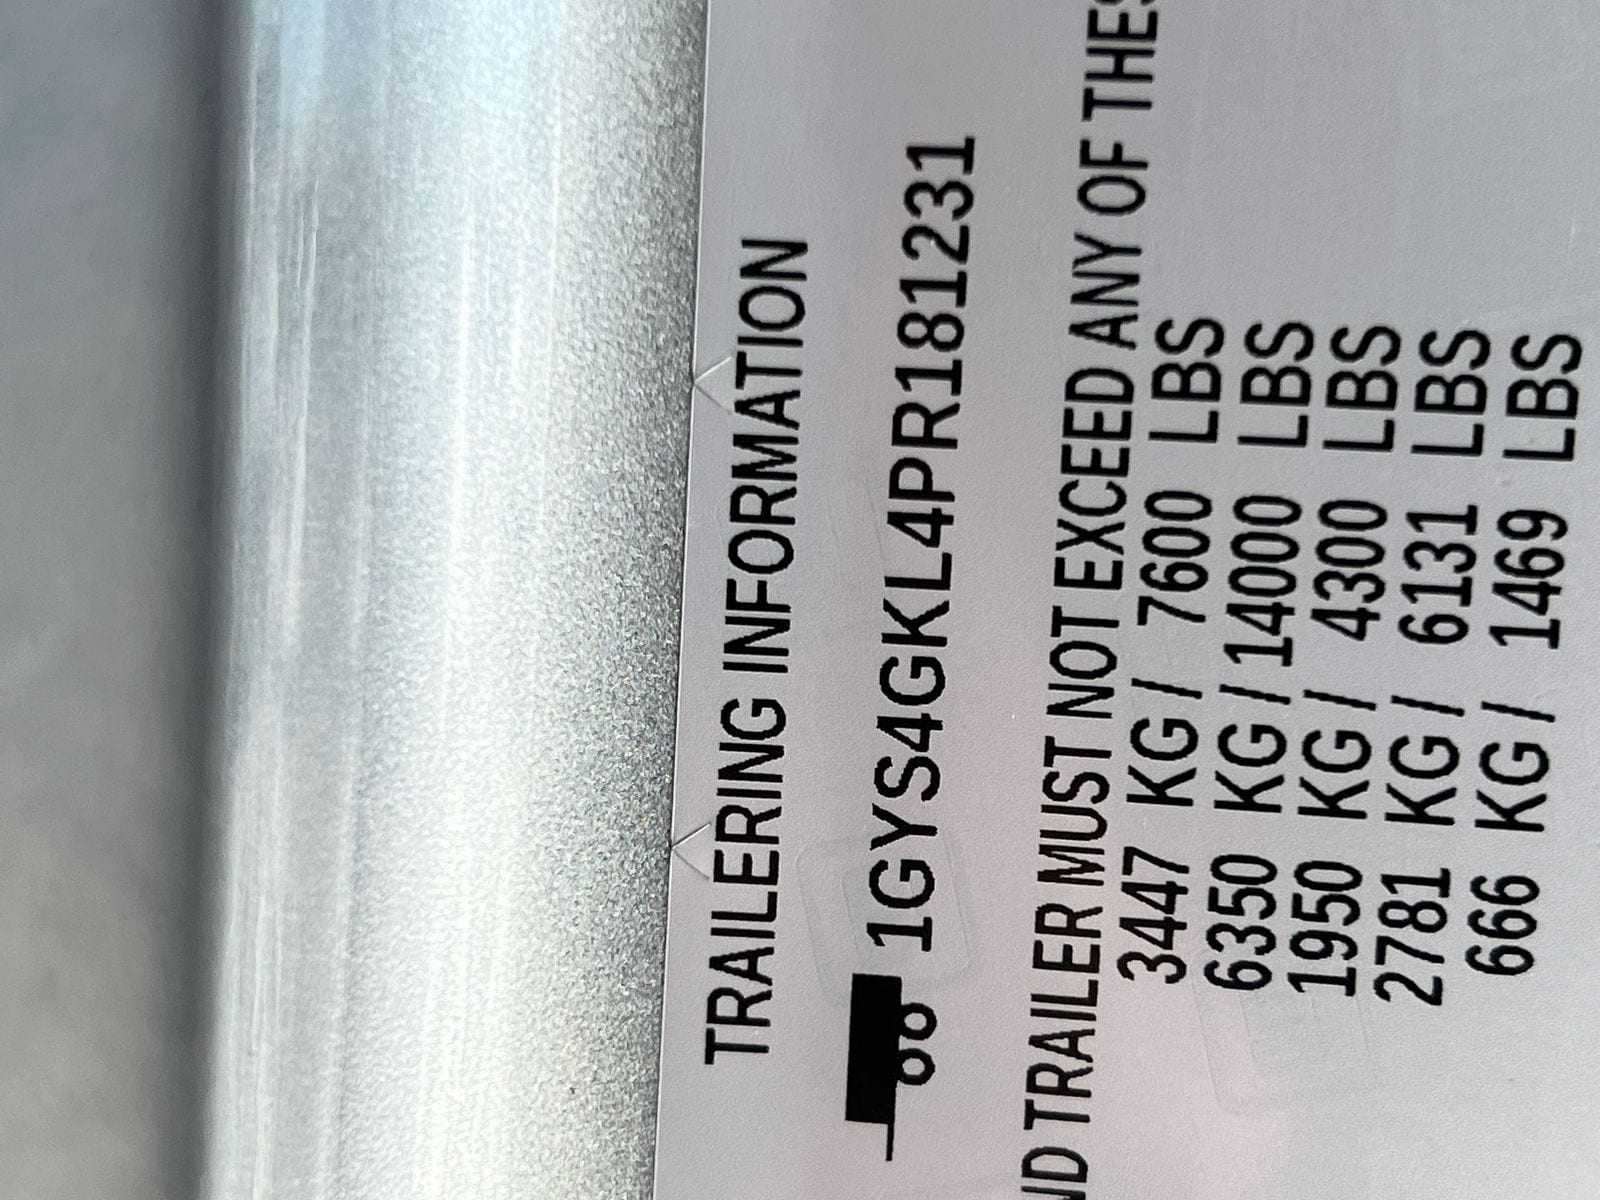 TRAILERING INFORMATION
1GYS4GKL4PR181231
TRAILER MUST NOT EXCEED ANY OF
3447 KG / 7600 LBS
6350 KG / 14000 LBS
1950 KG / 4300 LBS
2781 KG / 6131 LBS
666 KG / 1469 LBS